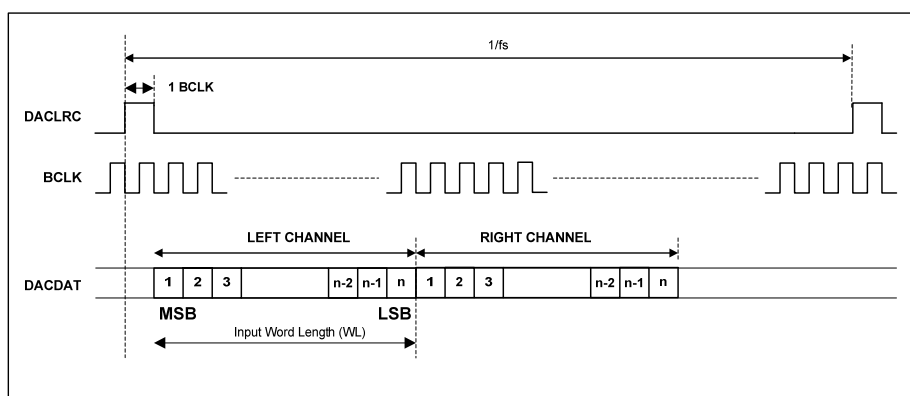 1/fs
1 BCLK
DACLRC
BCLK
LEFT CHANNEL RIGHT CHANNEL
DACDAT 1 2 3 n-2 n-1 n 1 2 3 n-2 n-1 n
MSB LSB
Input Word Length (WL)